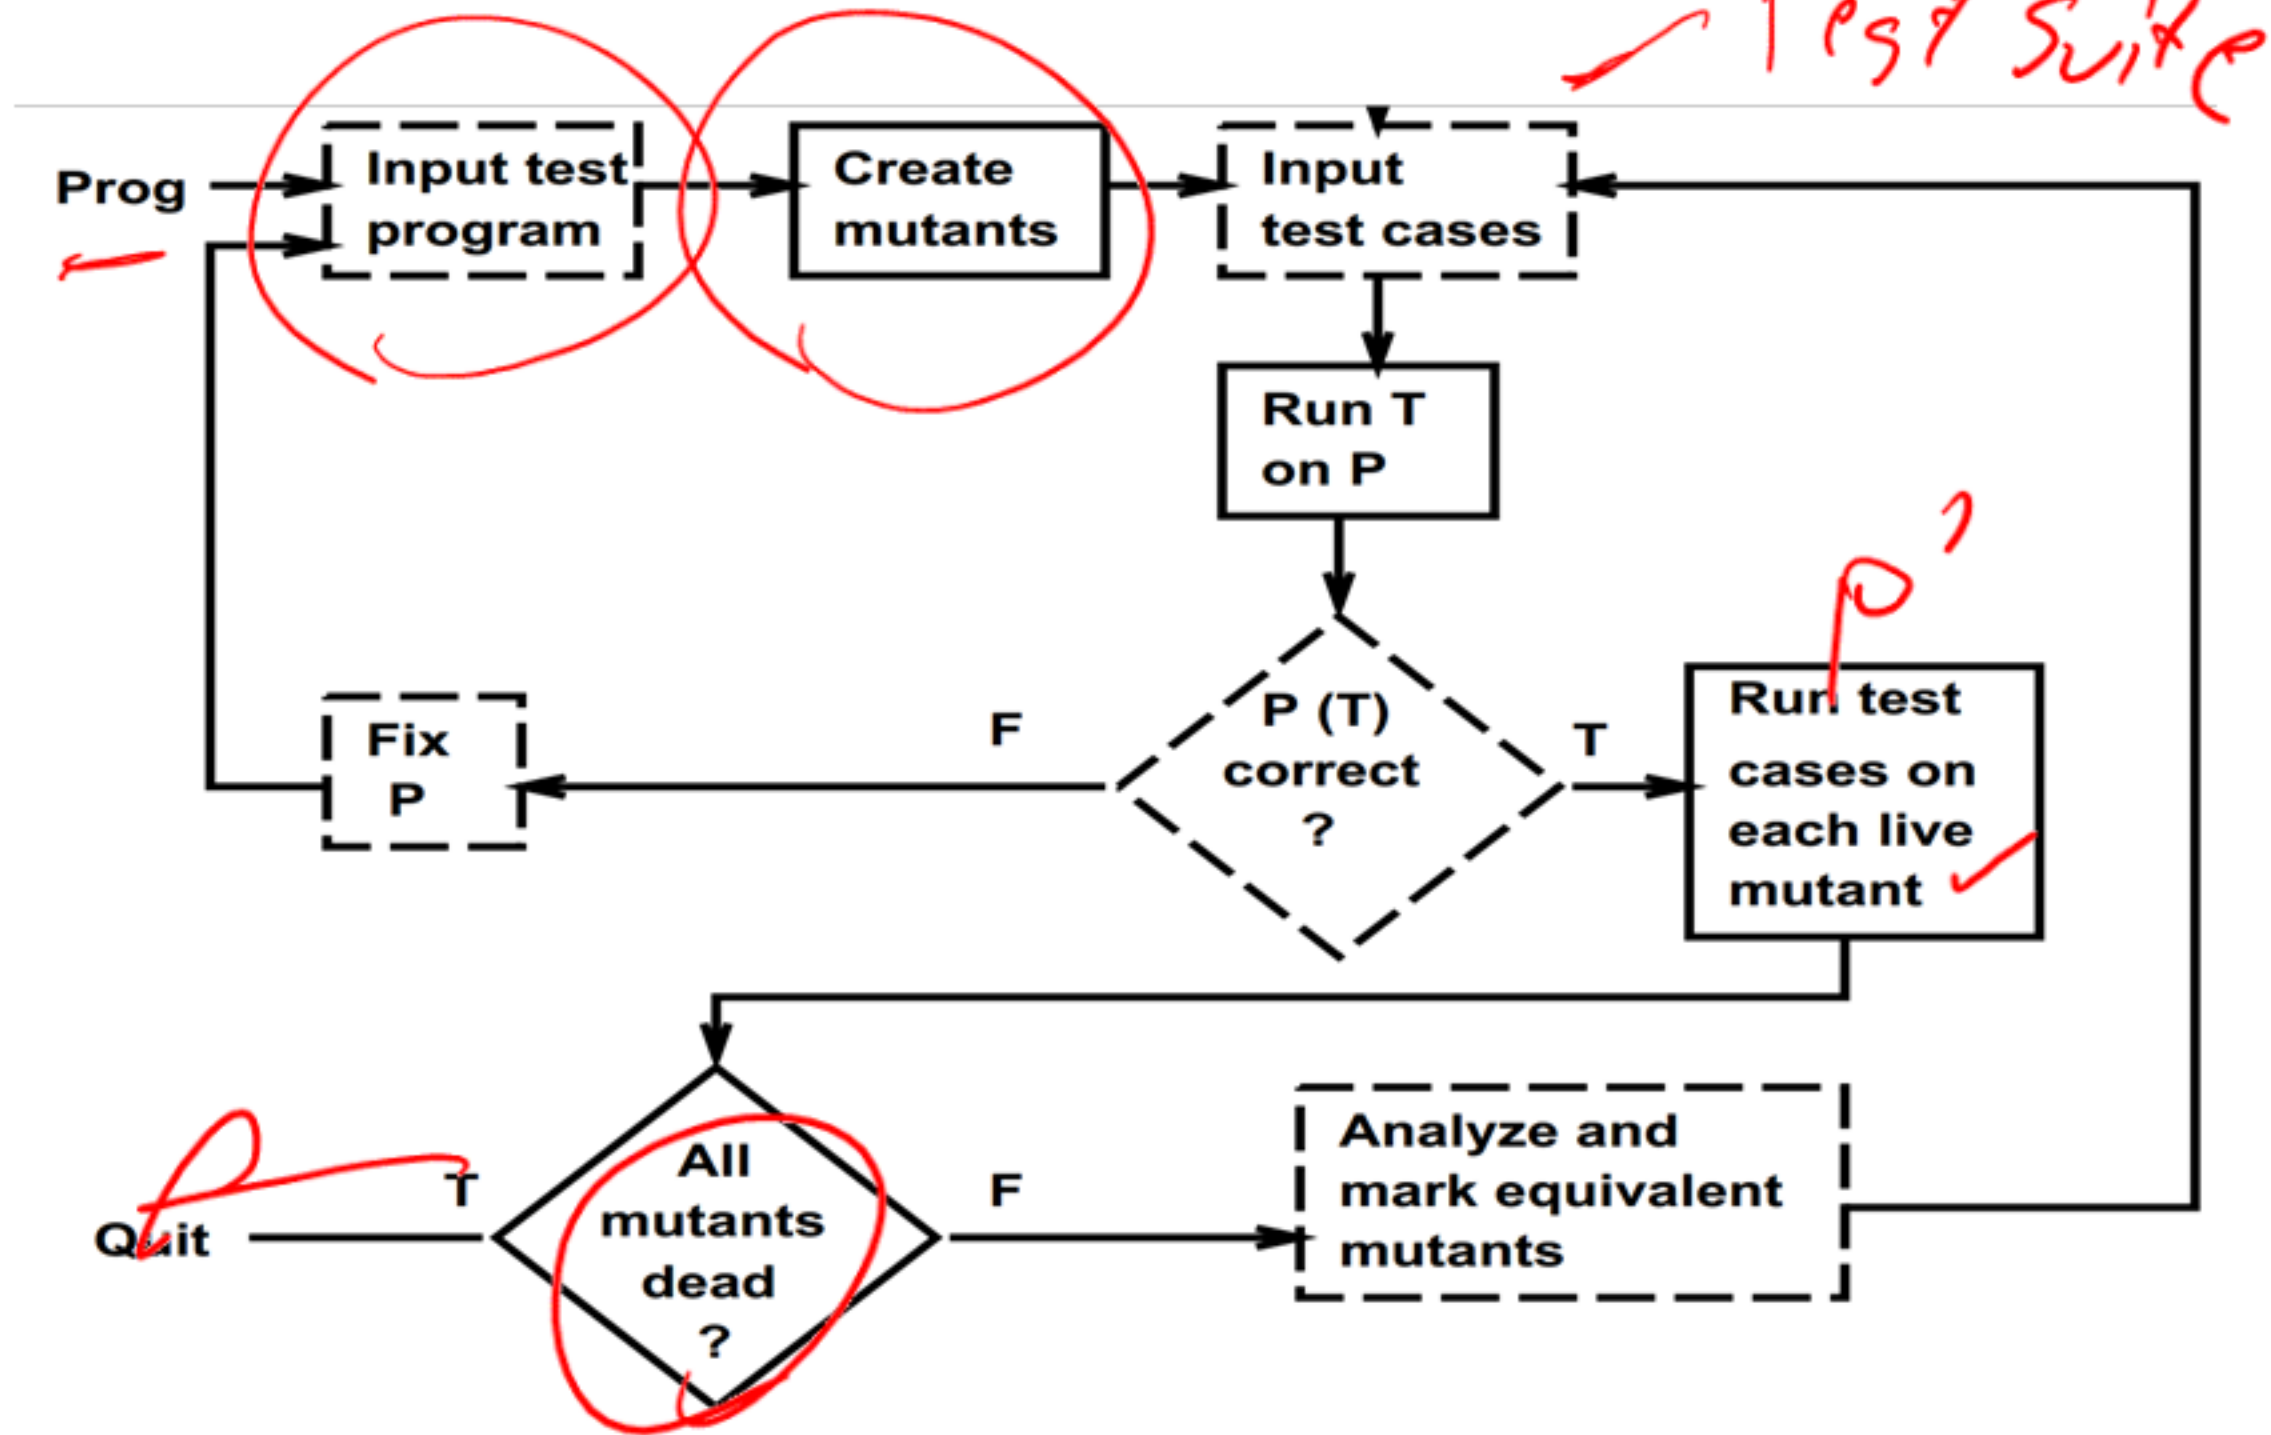 Test Suite
Prog
Input test
program
Create
mutants
Input
test cases
Run T
on P
P'
Fix
P
F
P (T)
correct
?
T
Run test
cases on
each live
mutant
Quit
T
All
mutants
dead
?
F
Analyze and
mark equivalent
mutants